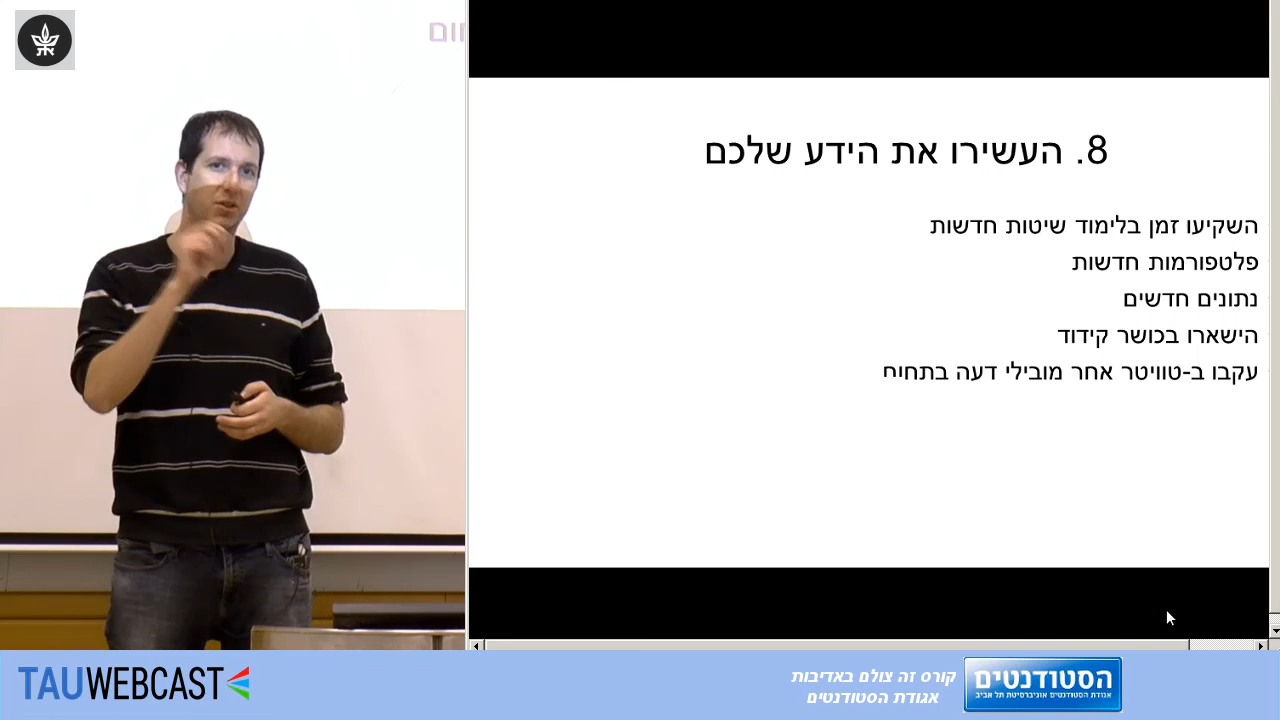 חום
8. העשירו את הידע שלכם
השקיעו זמן בלימוד שיטות חדשות
פלטפורמות חדשות
נתונים חדשים
הישארו בכושר קידוד
עקבו ב-טוויטר אחר מובילי דעה בתחום
TAUWEBCAST
קורס זה צולם באדיבות
אגודת הסטודנטים
הסטודנטים
אגודת הסטודנטים אוניברסיטת תל אביב